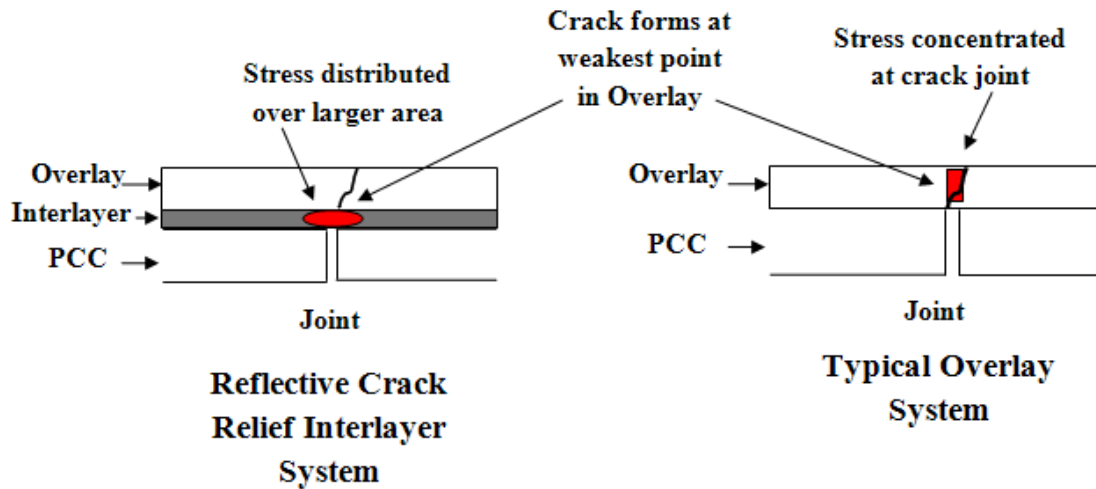 Crack forms at
weakest point
in Overlay
Stress distributed
over larger area
Stress concentrated
at crack joint
Overlay
Interlayer
PCC
Joint
Reflective Crack
Relief Interlayer
System
Overlay
PCC
Joint
Typical Overlay
System